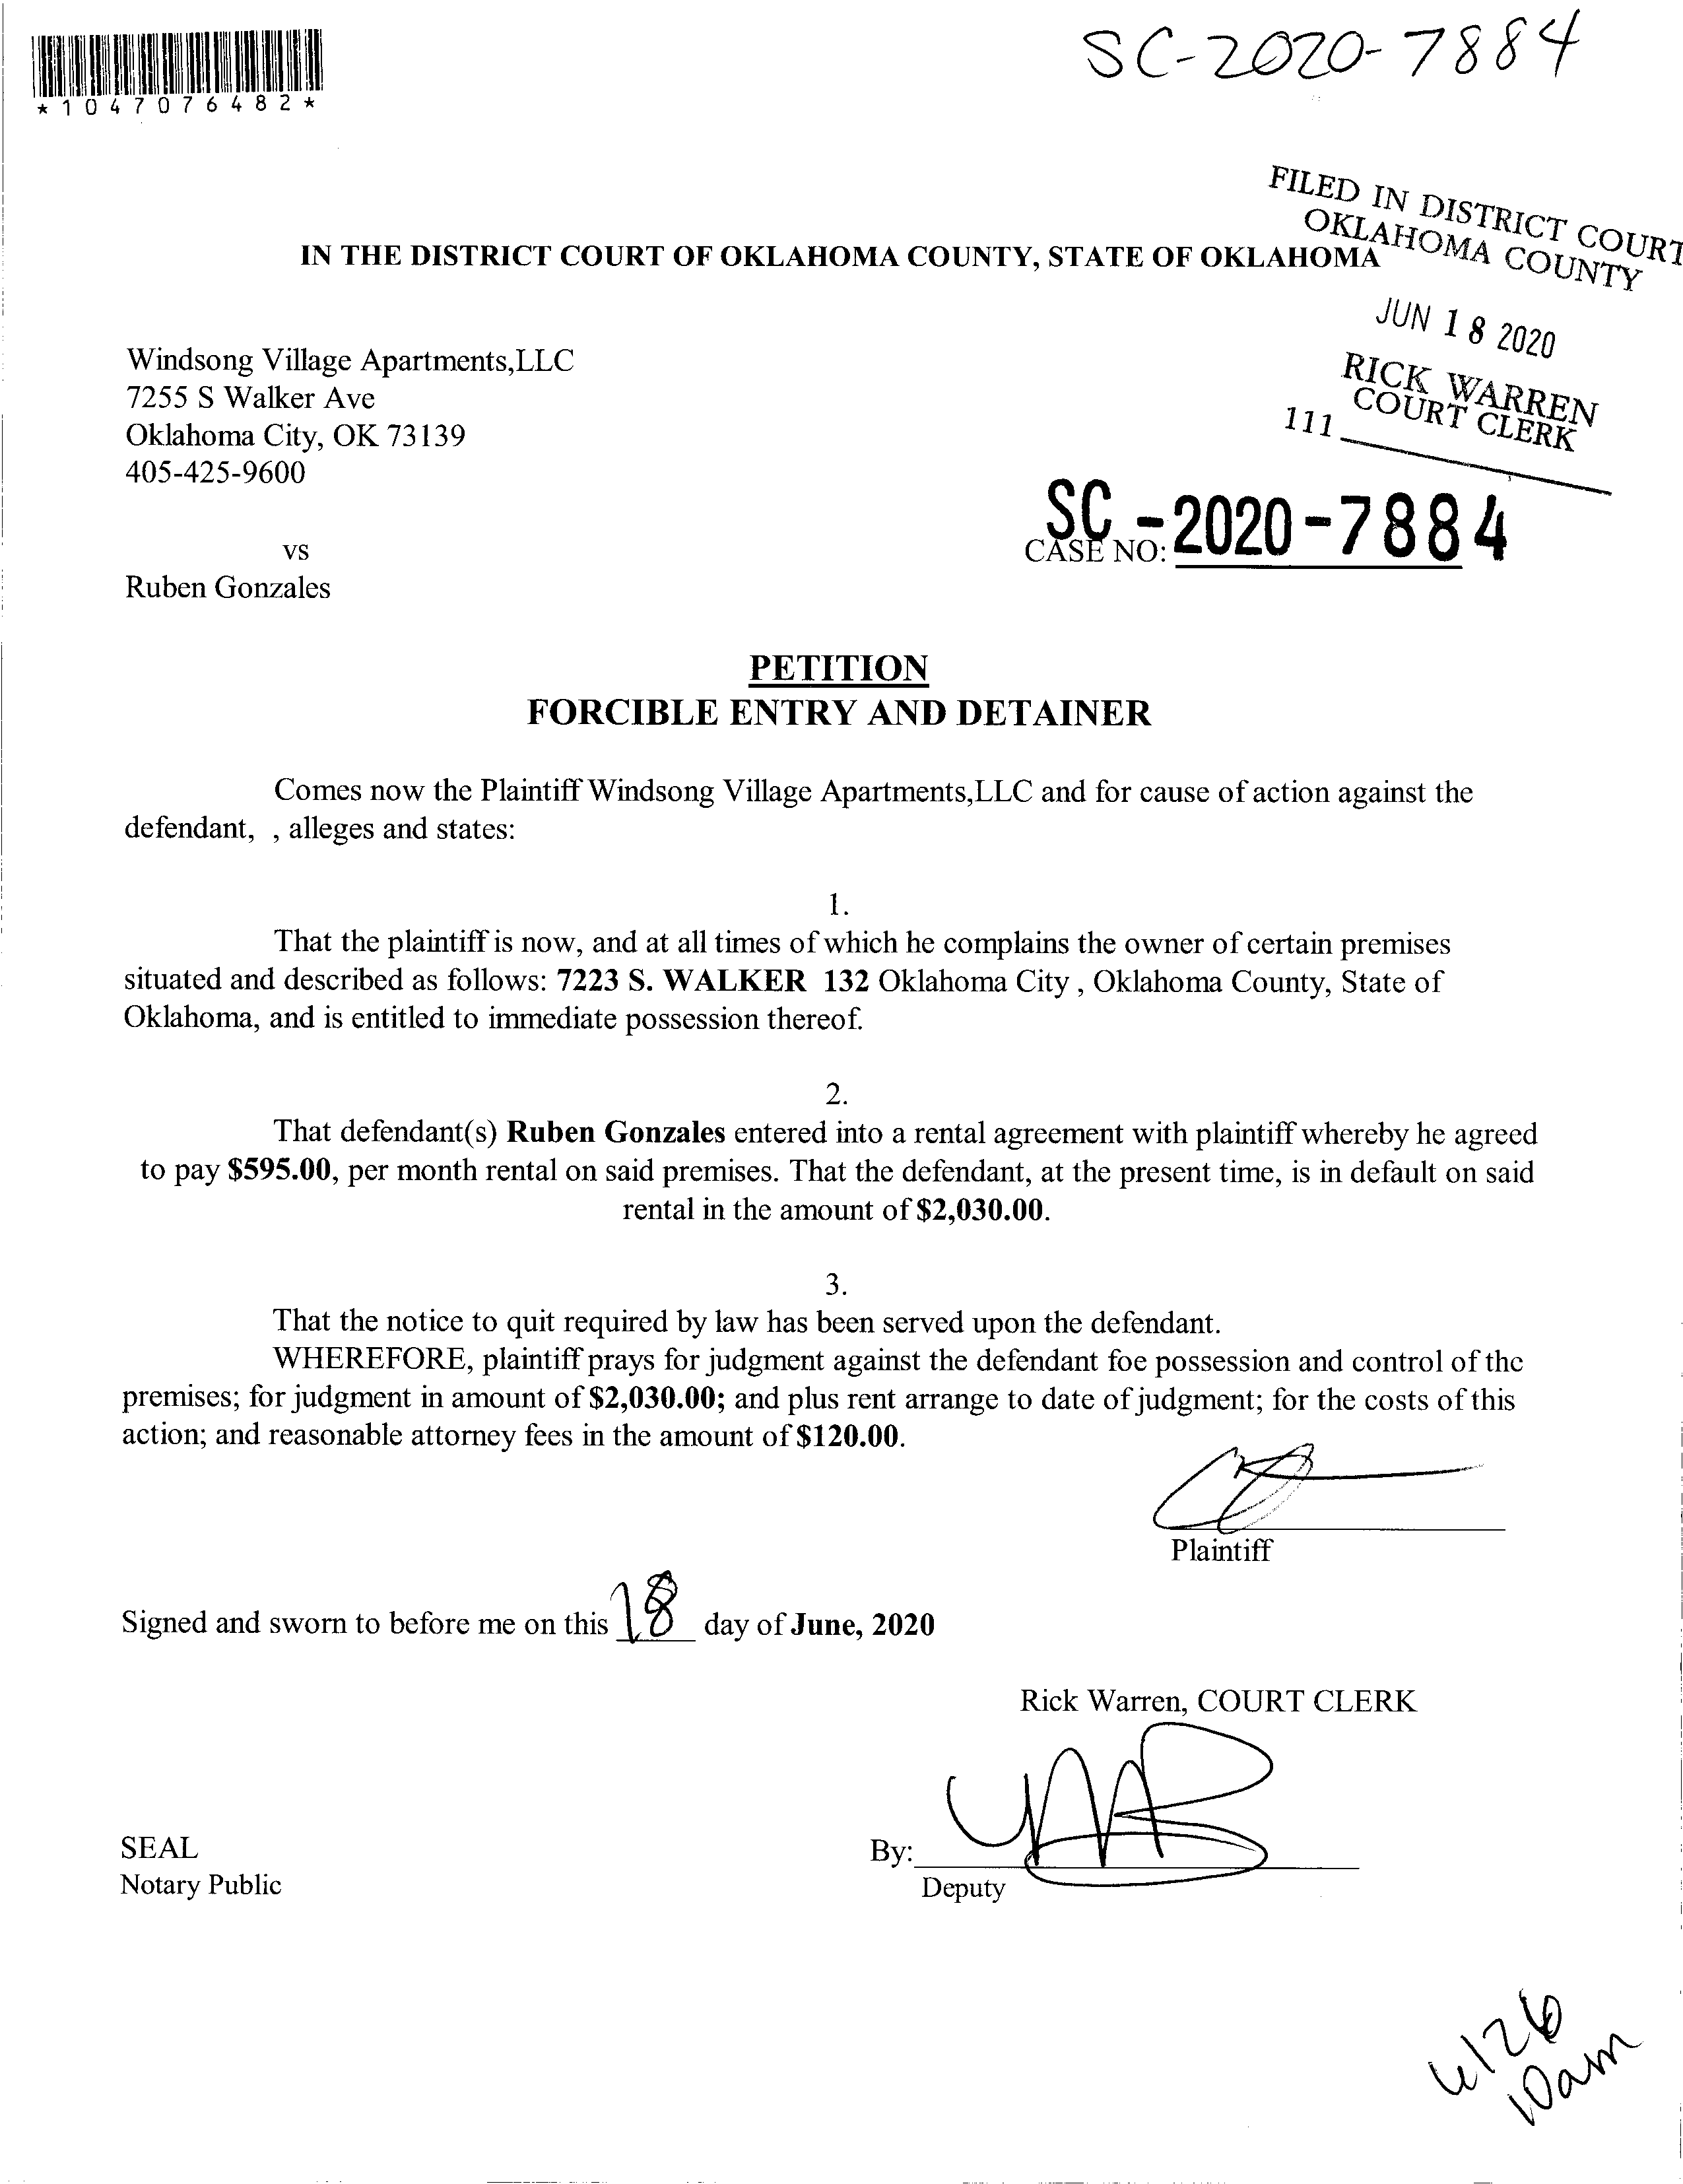 SC-2020-7884
*1047076482*
FILED IN DISTRICT COURT
OKLAHOMA COUNTY
IN THE DISTRICT COURT OF OKLAHOMA COUNTY, STATE OF OKLAHOMA
JUN 18 2020
RICK WARREN
COURT CLERK
111
Windsong Village Apartments,LLC
7255 S Walker Ave
Oklahoma City, OK 73139
405-425-9600
SC-2020-7884
CASE NO:
vs
Ruben Gonzales
PETITION
FORCIBLE ENTRY AND DETAINER
Comes now the Plaintiff Windsong Village Apartments,LLC and for cause of action against the
defendant, , alleges and states:
1.
That the plaintiff is now, and at all times of which he complains the owner of certain premises
situated and described as follows: 7223 S. WALKER 132 Oklahoma City , Oklahoma County, State of
Oklahoma, and is entitled to immediate possession thereof.
2.
That defendant(s) Ruben Gonzales entered into a rental agreement with plaintiff whereby he agreed
to pay $595.00, per month rental on said premises. That the defendant, at the present time, is in default on said
rental in the amount of $2,030.00.
3.
That the notice to quit required by law has been served upon the defendant.
WHEREFORE, plaintiff prays for judgment against the defendant foe possession and control of the
premises; for judgment in amount of $2,030.00; and plus rent arrange to date of judgment; for the costs of this
action; and reasonable attorney fees in the amount of $120.00.
Plaintiff
Signed and sworn to before me on this 18 day of June, 2020
Rick Warren, COURT CLERK
SEAL
Notary Public
By:
Deputy
6/26
10am